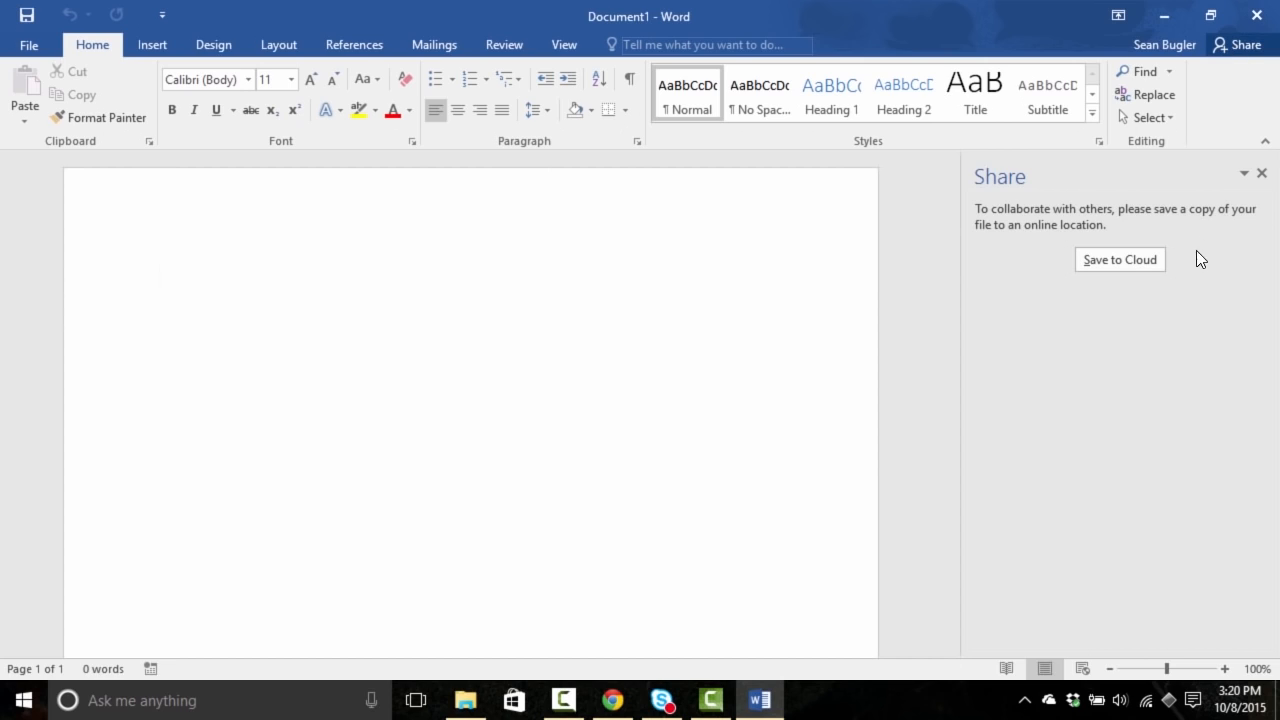 Document1 - Word
File Home Insert Design Layout References Mailings Review View Tell me what you want to do... Sean Bugler Share
Paste
Cut
Copy
Format Painter
Clipboard
Calibri (Body) 11 Aa
B I U abc x₂ x² A aby A
Font
Paragraph
AaBbCcDc AaBbCcDc AaBbCc AaBbCcC AaB AaBbCcD
¶ Normal ¶ No Spac... Heading 1 Heading 2 Title Subtitle
Styles
Find
Replace
Select
Editing
Share
To collaborate with others, please save a copy of your
file to an online location.
Save to Cloud
Page 1 of 1 0 words 100%
Ask me anything
3:20 PM
10/8/2015